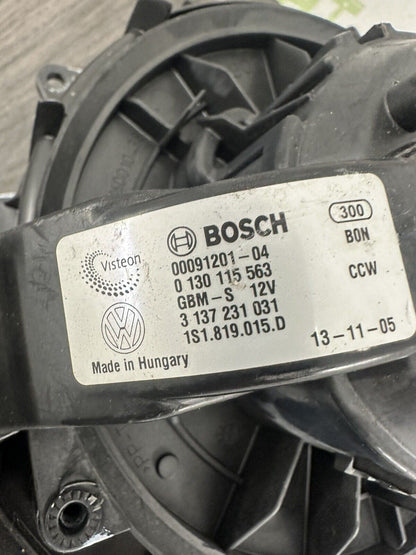 BOSCH
300
Visteon
00091201-04
BON
0 130 115 563
GBM-S 12V
CCW
3 137 231 031
1S1.819.015.D
13-11-05
Made in Hungary